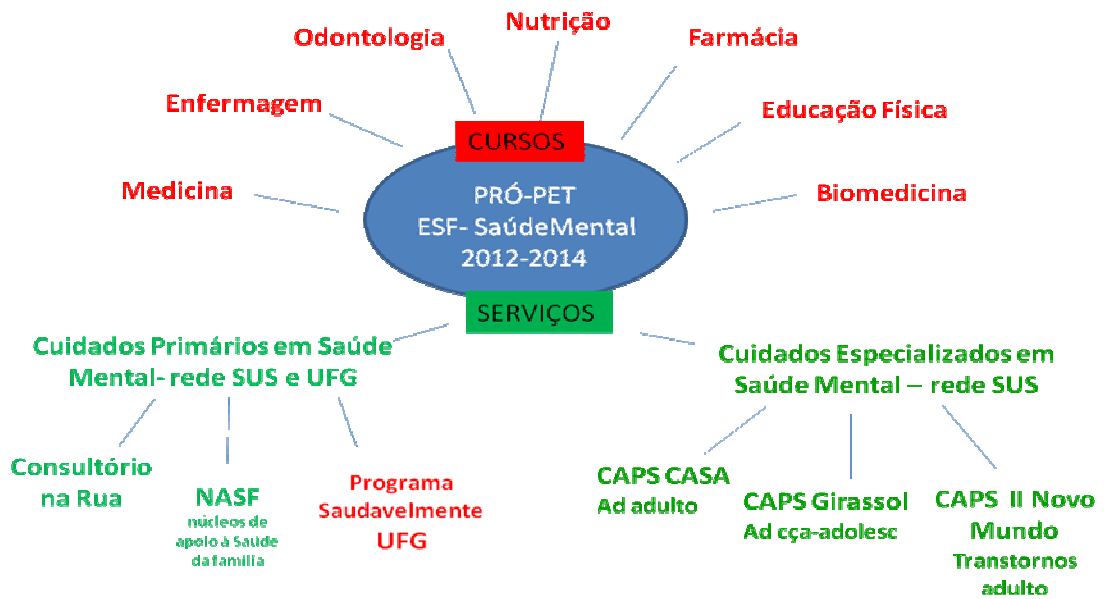 Nutrição
Odontologia
Farmácia
Enfermagem
Educação Física
Medicina
Biomedicina
CURSOS
PRÓ-PET
ESF- SaúdeMental
2012-2014
SERVIÇOS
Cuidados Primários em Saúde
Mental- rede SUS e UFG
Consultório
na Rua
NASF
núcleos de
apoio à Saúde
da família
Programa
Saudavelmente
UFG
Cuidados Especializados em
Saúde Mental – rede SUS
CAPS CASA
Ad adulto
CAPS Girassol
Ad cça-adolesc
CAPS II Novo
Mundo
Transtornos
adulto